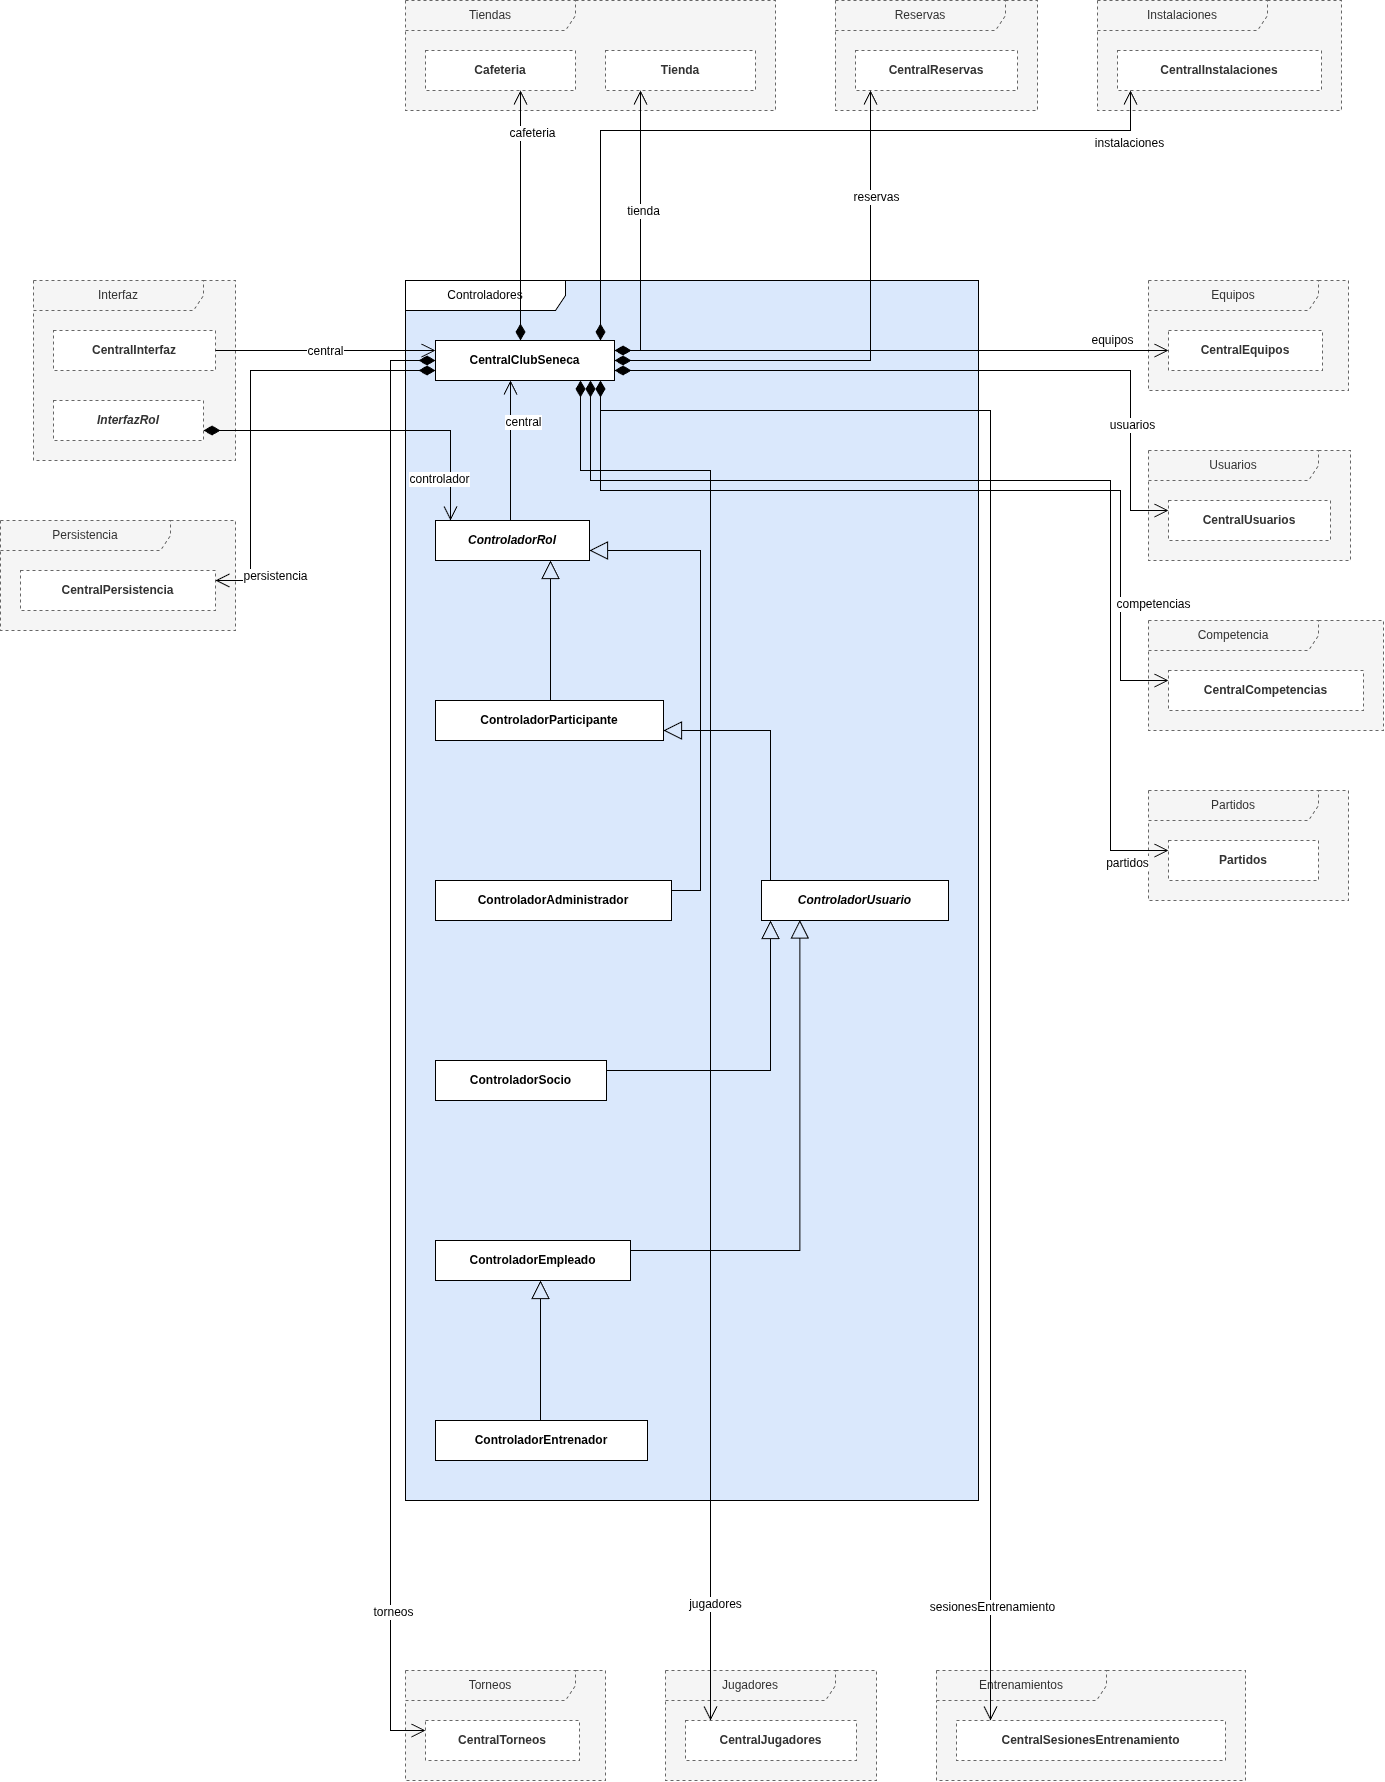 Tiendas
Reservas
Instalaciones
Cafeteria
Tienda
CentralReservas
CentralInstalaciones
cafeteria
instalaciones
reservas
tienda
Interfaz
Controladores
Equipos
CentralInterfaz
central
CentralClubSeneca
equipos
CentralEquipos
InterfazRol
central
usuarios
Usuarios
controlador
CentralUsuarios
Persistencia
ControladorRol
persistencia
CentralPersistencia
competencias
Competencia
CentralCompetencias
ControladorParticipante
Partidos
partidos
Partidos
ControladorAdministrador
ControladorUsuario
ControladorSocio
ControladorEmpleado
ControladorEntrenador
torneos
jugadores
sesionesEntrenamiento
Torneos
Jugadores
Entrenamientos
CentralTorneos
CentralJugadores
CentralSesionesEntrenamiento